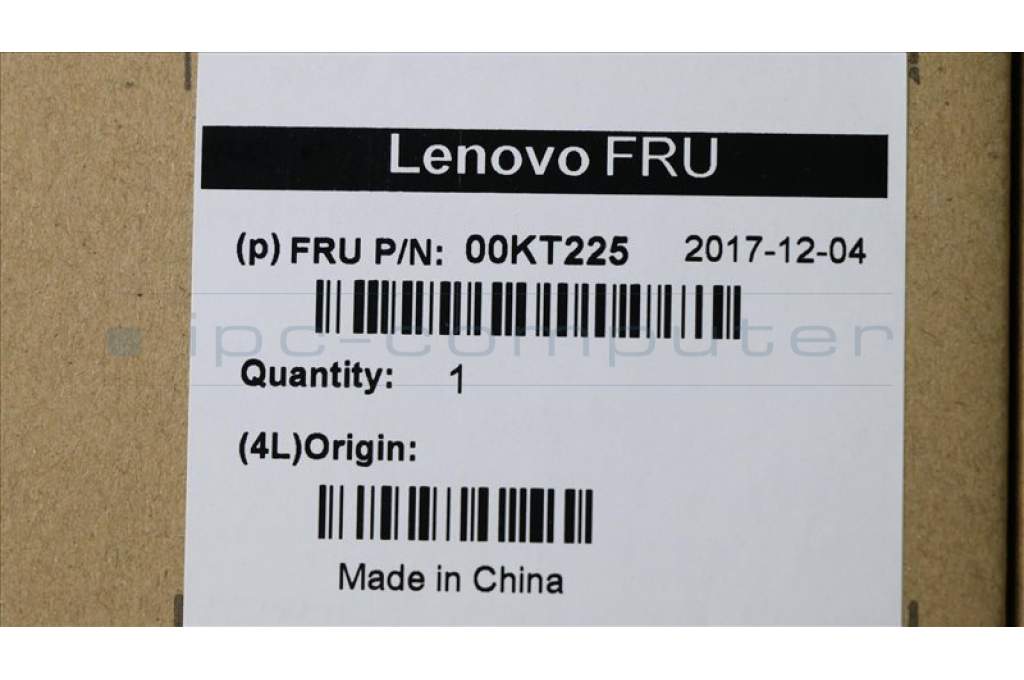 Lenovo FRU
(p) FRU P/N: 00KT225 2017-12-04
ipc-computer
Quantity: 1
(4L)Origin:
Made in China